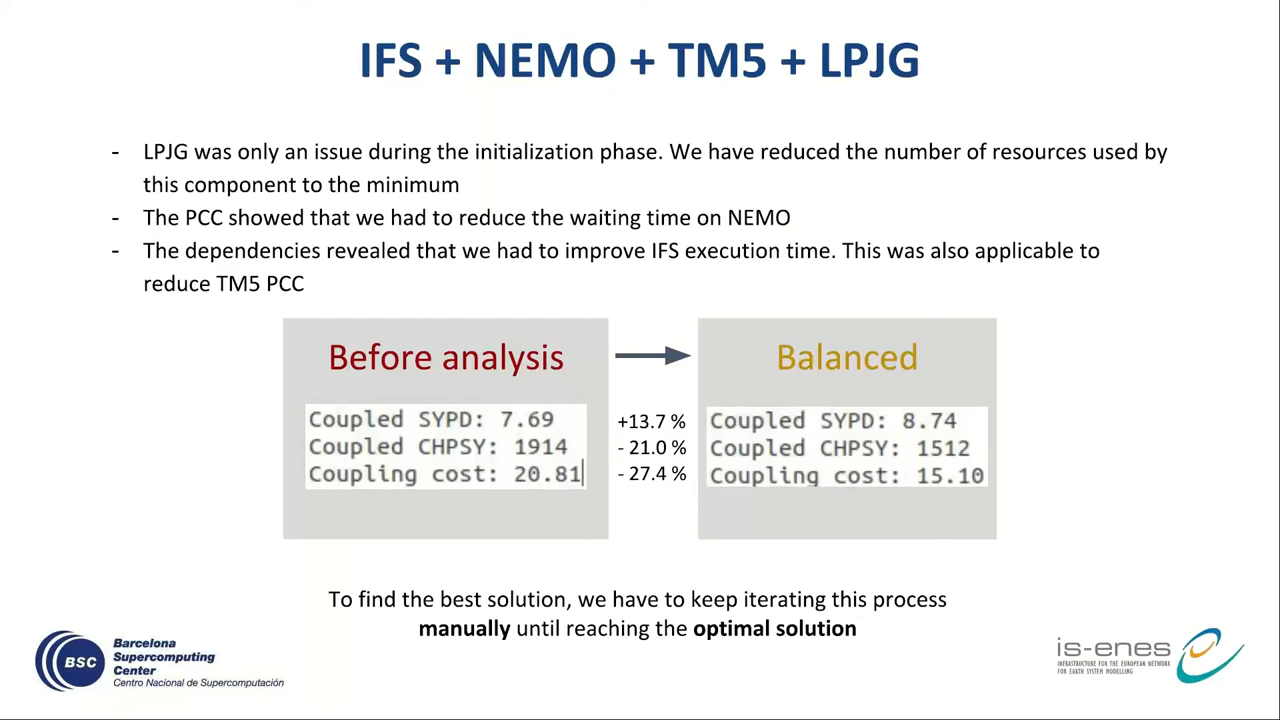 IFS + NEMO + TM5 + LPJG
- LPJG was only an issue during the initialization phase. We have reduced the number of resources used by
this component to the minimum
- The PCC showed that we had to reduce the waiting time on NEMO
- The dependencies revealed that we had to improve IFS execution time. This was also applicable to
reduce TM5 PCC
Before analysis
Coupled SYPD: 7.69
Coupled CHPSY: 1914
Coupling cost: 20.81
+13.7 %
- 21.0 %
- 27.4 %
Balanced
Coupled SYPD: 8.74
Coupled CHPSY: 1512
Coupling cost: 15.10
To find the best solution, we have to keep iterating this process
manually until reaching the optimal solution
BSC
Barcelona
Supercomputing
Center
Centro Nacional de Supercomputación
is-enes
INFRASTRUCTURE FOR THE EUROPEAN NETWORK
FOR EARTH SYSTEM MODELLING